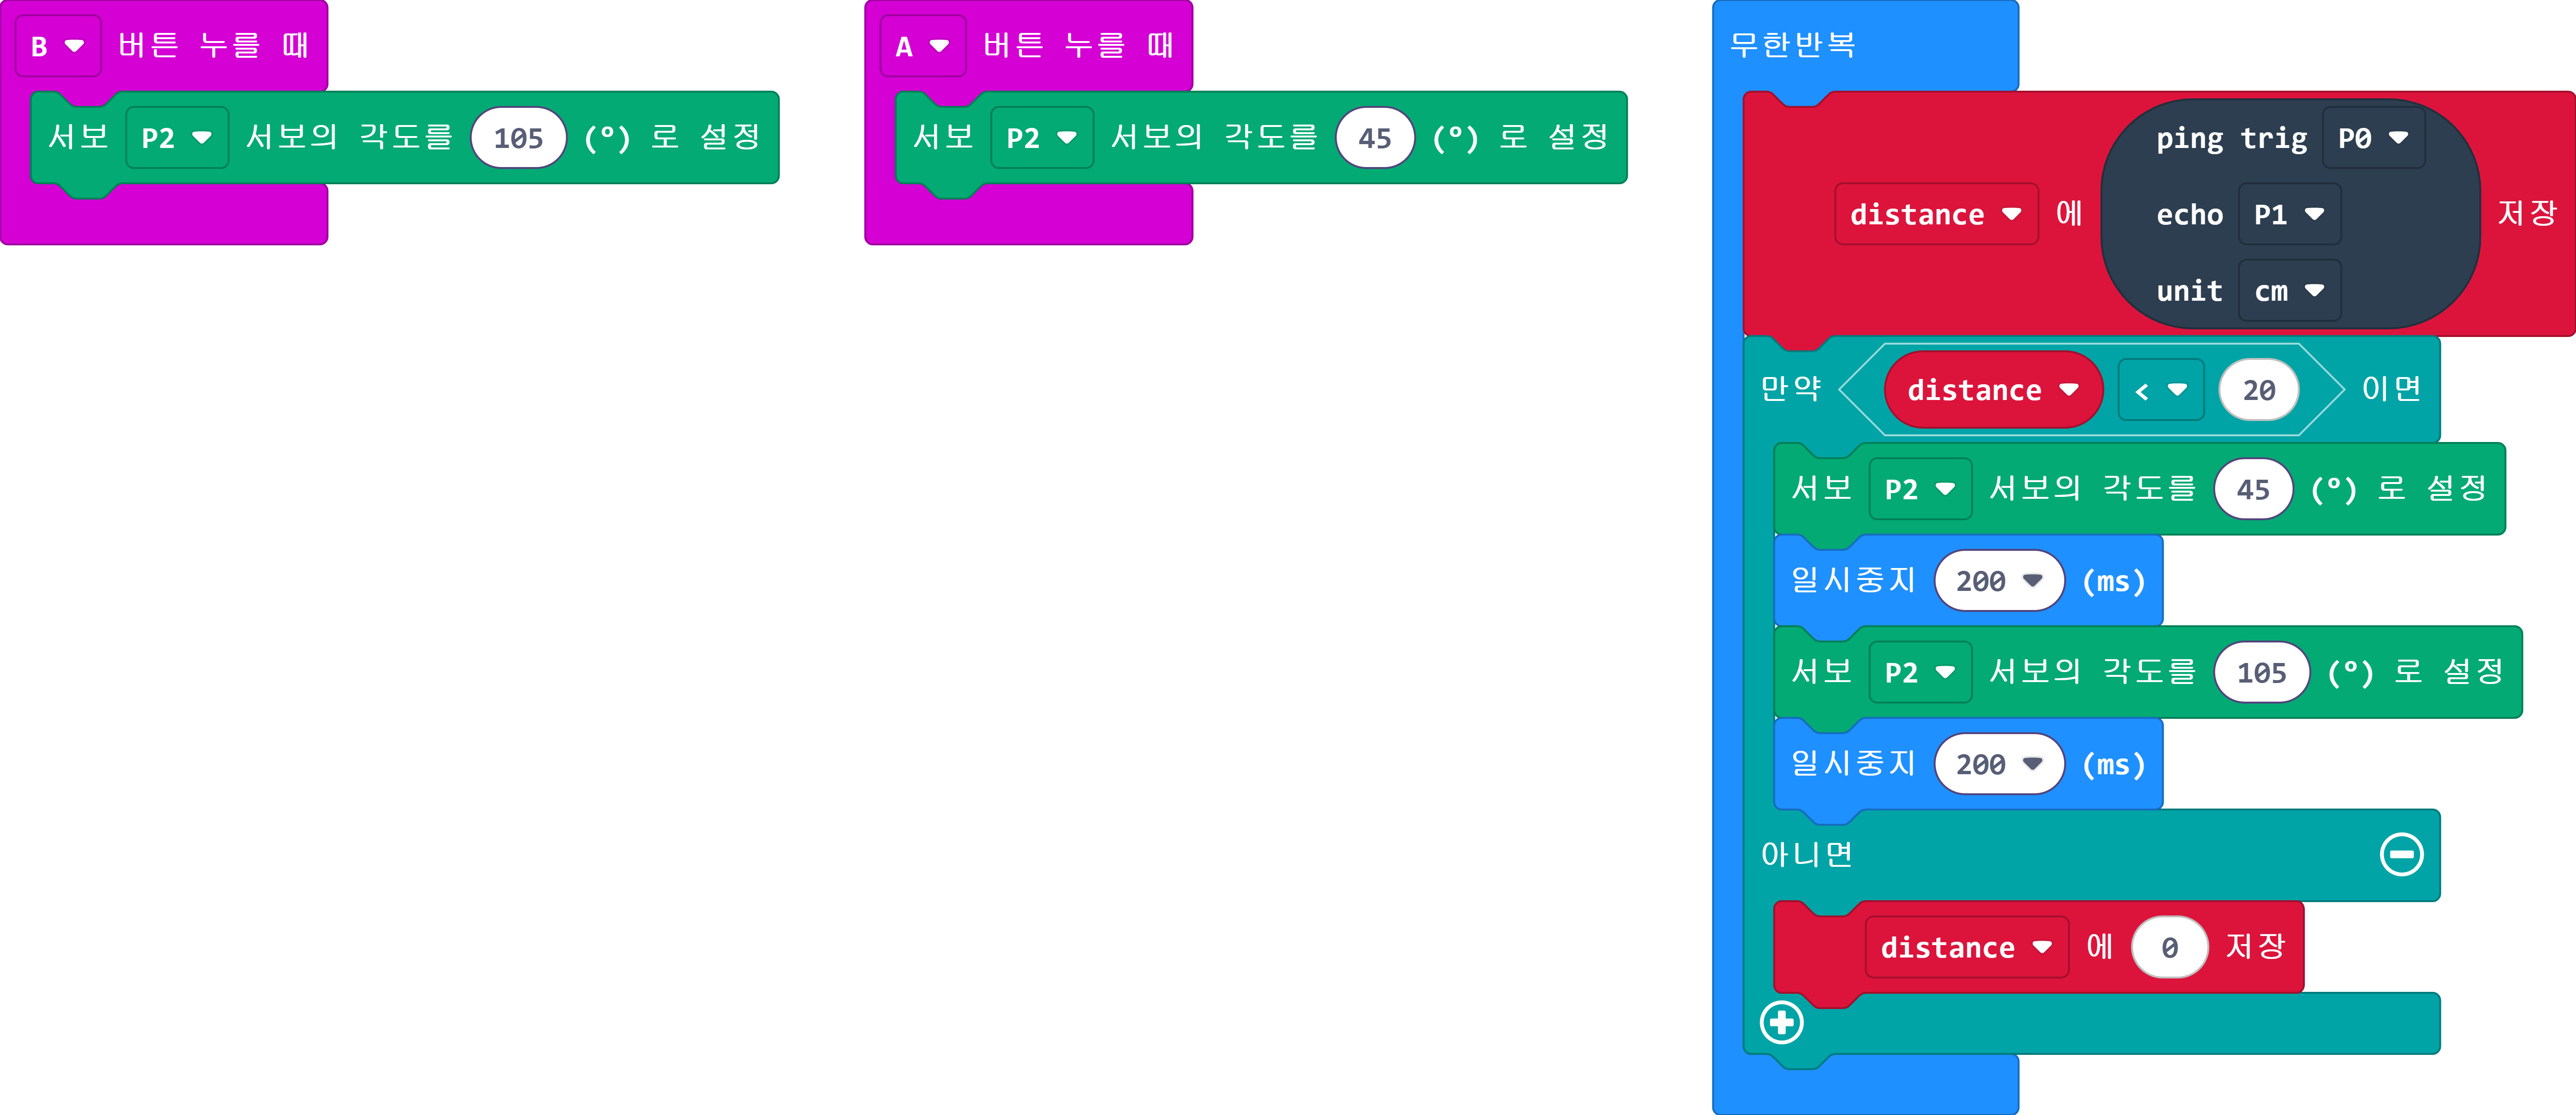 B 버튼 누를 때
서보 P2 서보의 각도를 105 (°) 로 설정
A 버튼 누를 때
서보 P2 서보의 각도를 45 (°) 로 설정
무한반복
distance 에 ping trig P0 echo P1 unit cm 저장
만약 distance < 20 이면
서보 P2 서보의 각도를 45 (°) 로 설정
일시중지 200 (ms)
서보 P2 서보의 각도를 105 (°) 로 설정
일시중지 200 (ms)
아니면
distance 에 0 저장